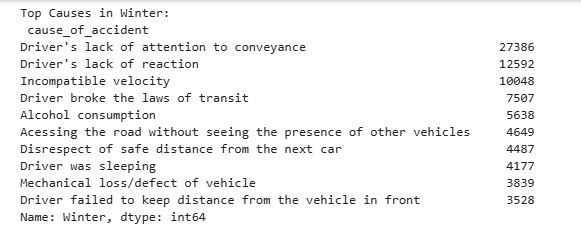 Top Causes in Winter:
cause_of_accident
Driver's lack of attention to conveyance 27386
Driver's lack of reaction 12592
Incompatible velocity 10048
Driver broke the laws of transit 7507
Alcohol consumption 5638
Acessing the road without seeing the presence of other vehicles 4649
Disrespect of safe distance from the next car 4487
Driver was sleeping 4177
Mechanical loss/defect of vehicle 3839
Driver failed to keep distance from the vehicle in front 3528
Name: Winter, dtype: int64